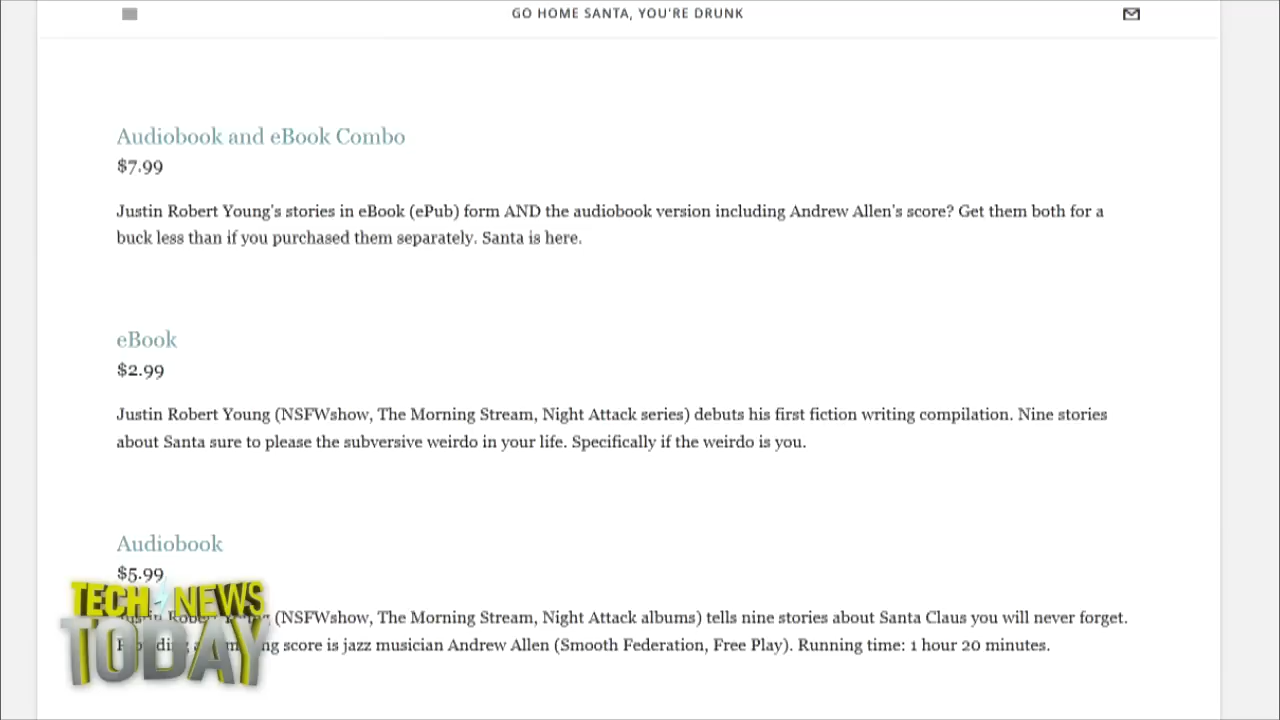 GO HOME SANTA, YOU'RE DRUNK
Audiobook and eBook Combo
$7.99
Justin Robert Young's stories in eBook (ePub) form AND the audiobook version including Andrew Allen's score? Get them both for a
buck less than if you purchased them separately. Santa is here.
eBook
$2.99
Justin Robert Young (NSFWshow, The Morning Stream, Night Attack series) debuts his first fiction writing compilation. Nine stories
about Santa sure to please the subversive weirdo in your life. Specifically if the weirdo is you.
Audiobook
$5.99
(NSFWshow, The Morning Stream, Night Attack albums) tells nine stories about Santa Claus you will never forget.
score is jazz musician Andrew Allen (Smooth Federation, Free Play). Running time: 1 hour 20 minutes.
TECH NEWS
TODAY